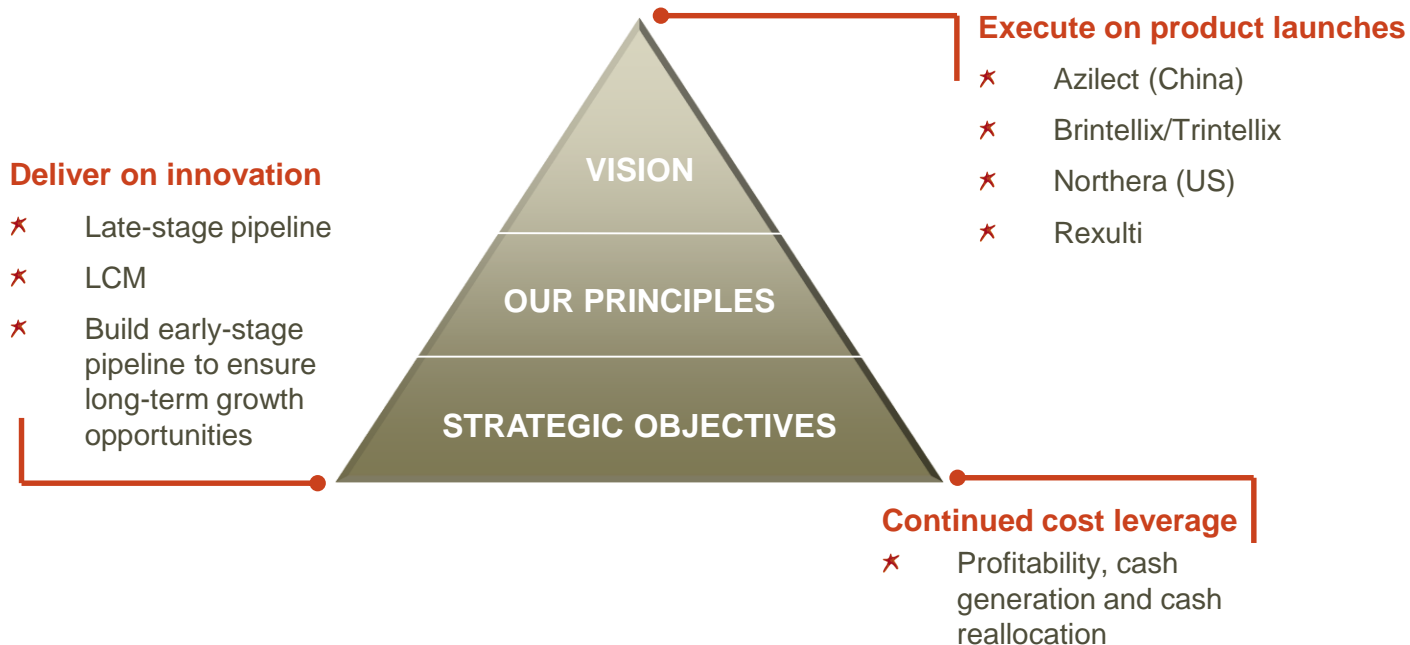 Execute on product launches
Azilect (China)
Brintellix/Trintellix
Northera (US)
Rexulti
Deliver on innovation
Late-stage pipeline
LCM
Build early-stage
pipeline to ensure
long-term growth
opportunities
VISION
OUR PRINCIPLES
STRATEGIC OBJECTIVES
Continued cost leverage
Profitability, cash
generation and cash
reallocation